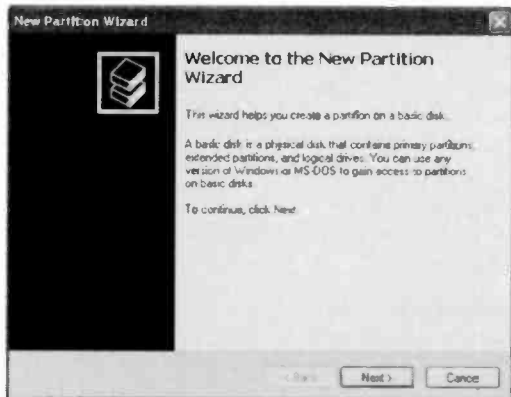 New Partition Wizard
Welcome to the New Partition
Wizard
This wizard helps you create a partition on a basic disk.
A basic disk is a physical disk that contains primary partitions,
extended partitions, and logical drives. You can use any
version of Windows or MS-DOS to gain access to partitions
on basic disks.
To continue, click Next.
< Back
Next >
Cancel